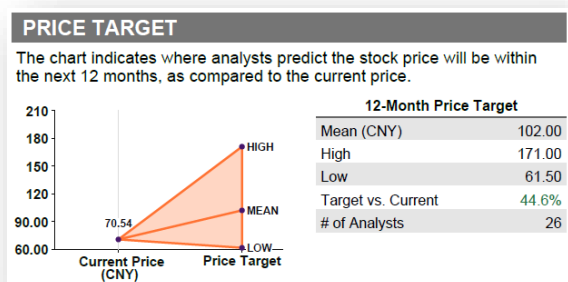 PRICE TARGET
The chart indicates where analysts predict the stock price will be within
the next 12 months, as compared to the current price.
210
180
150
120
90.00
60.00
70.54
HIGH
MEAN
LOW
Current Price
(CNY)
Price Target
12-Month Price Target
Mean (CNY) 102.00
High 171.00
Low 61.50
Target vs. Current 44.6%
# of Analysts 26